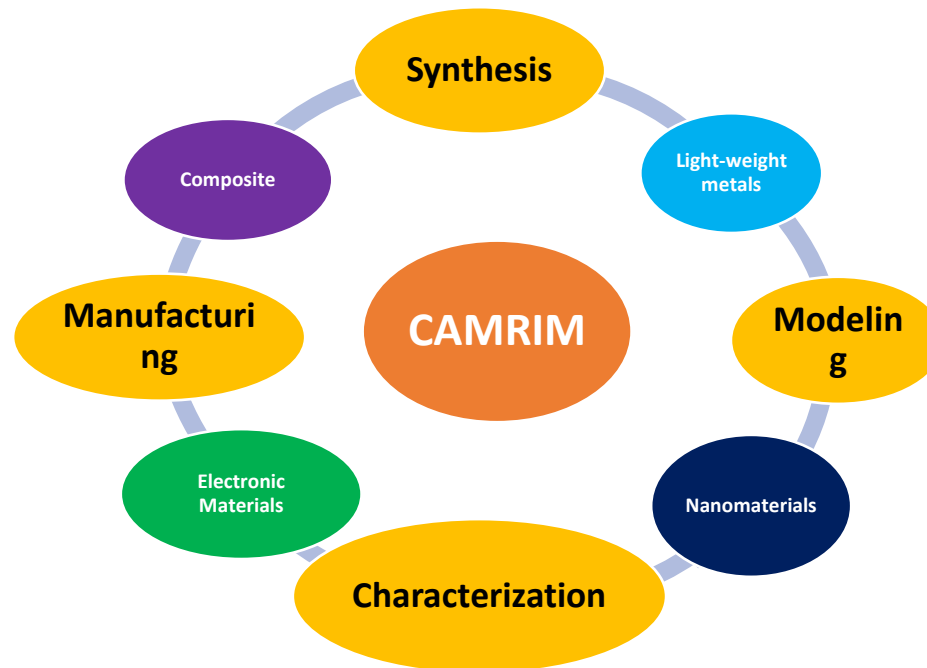 Synthesis
Composite
Light-weight
metals
Manufacturi
ng
CAMRIM
Modelin
g
Electronic
Materials
Nanomaterials
Characterization